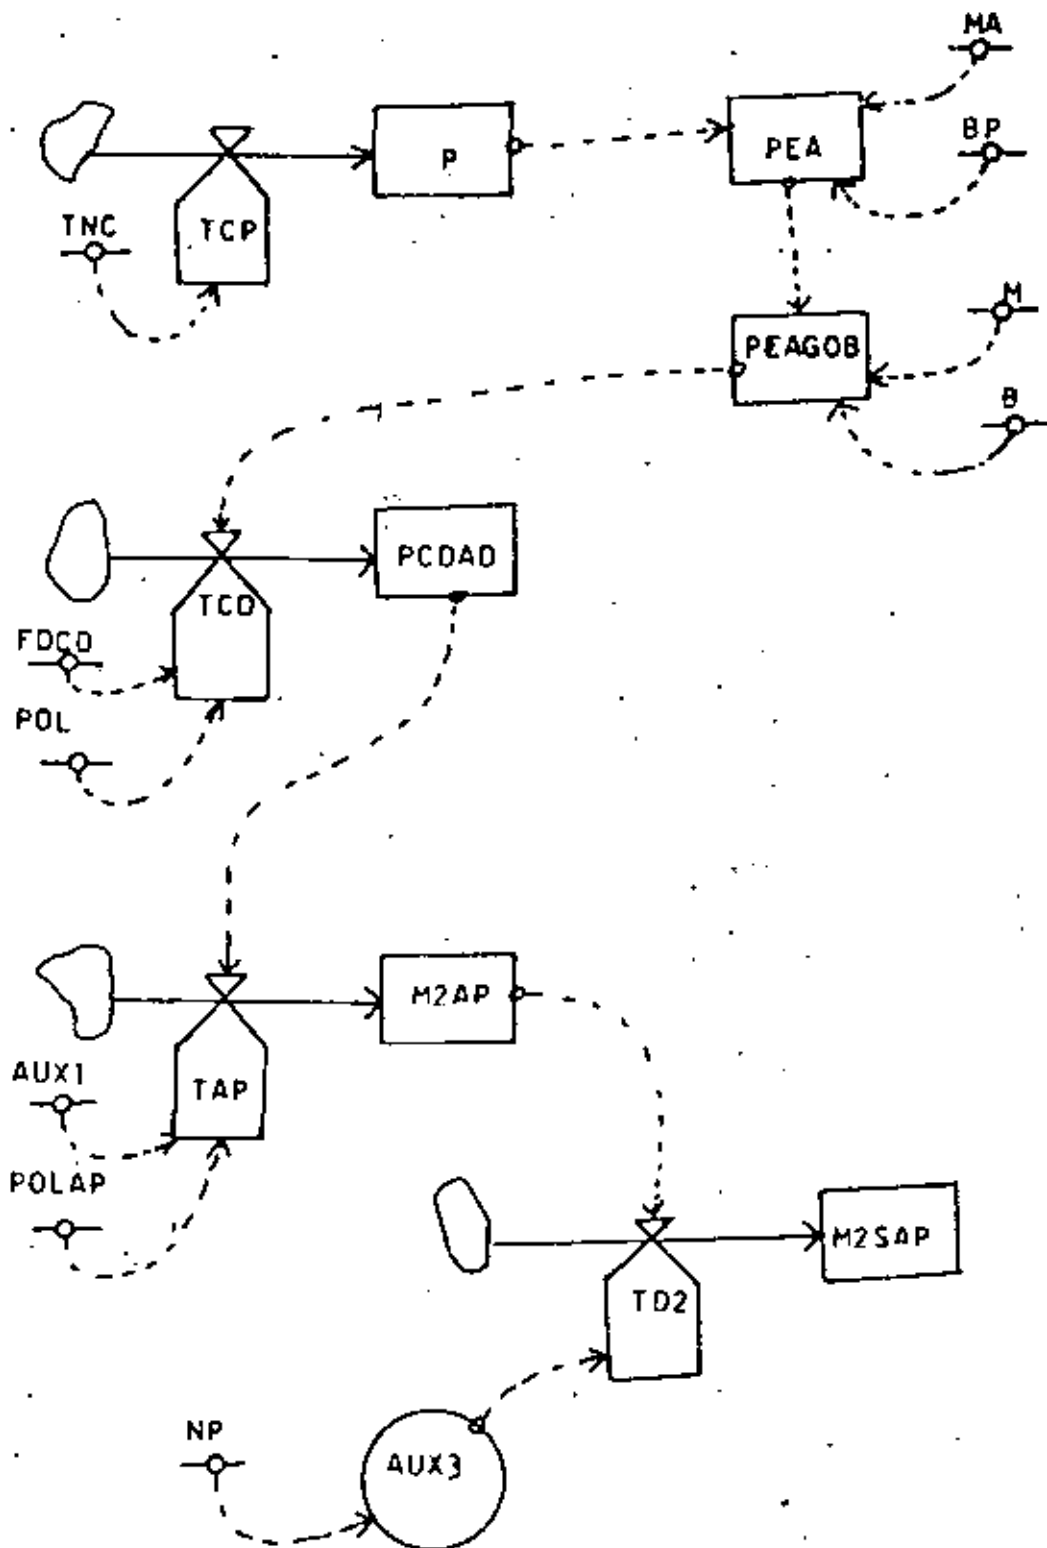 MA
P
PEA
BP
TNC
TCP
M
PEAGOB
B
PCDAD
TCD
FDCD
POL
M2AP
AUX1
TAP
POLAP
M2SAP
TD2
NP
AUX3